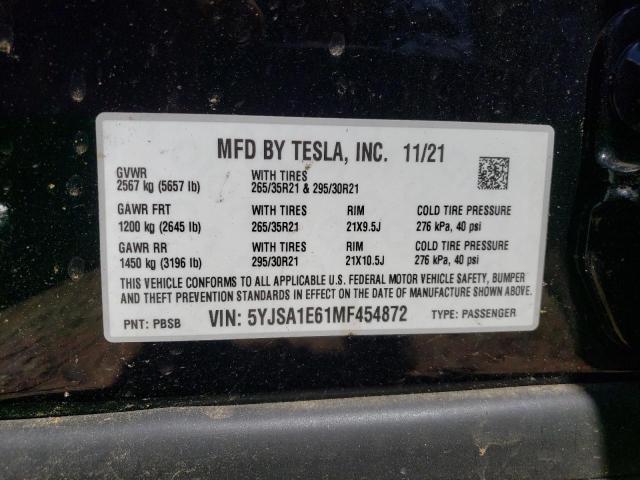 MFD BY TESLA, INC. 11/21
GVWR WITH TIRES
2567 kg (5657 lb) 265/35R21 & 295/30R21
GAWR FRT WITH TIRES RIM COLD TIRE PRESSURE
1200 kg (2645 lb) 265/35R21 21X9.5J 276 kPa, 40 psi
GAWR RR WITH TIRES RIM COLD TIRE PRESSURE
1450 kg (3196 lb) 295/30R21 21X10.5J 276 kPa, 40 psi
THIS VEHICLE CONFORMS TO ALL APPLICABLE U.S. FEDERAL MOTOR VEHICLE SAFETY, BUMPER
AND THEFT PREVENTION STANDARDS IN EFFECT ON THE DATE OF MANUFACTURE SHOWN ABOVE.
PNT: PBSB VIN: 5YJSA1E61MF454872 TYPE: PASSENGER